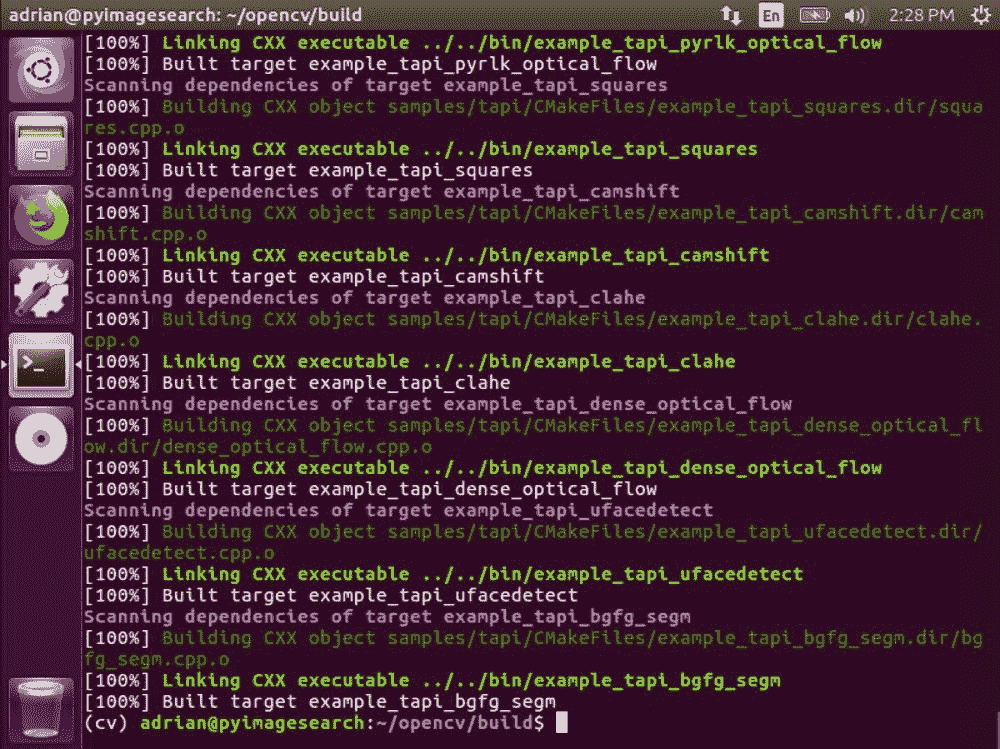 adrian@pyimagesearch: ~/opencv/build En 2:28 PM
[100%] Linking CXX executable ../../bin/example_tapi_pyrlk_optical_flow
[100%] Built target example_tapi_pyrlk_optical_flow
Scanning dependencies of target example_tapi_squares
[100%] Building CXX object samples/tapi/CMakeFiles/example_tapi_squares.dir/squa
res.cpp.o
[100%] Linking CXX executable ../../bin/example_tapi_squares
[100%] Built target example_tapi_squares
Scanning dependencies of target example_tapi_camshift
[100%] Building CXX object samples/tapi/CMakeFiles/example_tapi_camshift.dir/cam
shift.cpp.o
[100%] Linking CXX executable ../../bin/example_tapi_camshift
[100%] Built target example_tapi_camshift
Scanning dependencies of target example_tapi_clahe
[100%] Building CXX object samples/tapi/CMakeFiles/example_tapi_clahe.dir/clahe.
cpp.o
[100%] Linking CXX executable ../../bin/example_tapi_clahe
[100%] Built target example_tapi_clahe
Scanning dependencies of target example_tapi_dense_optical_flow
[100%] Building CXX object samples/tapi/CMakeFiles/example_tapi_dense_optical_fl
ow.dir/dense_optical_flow.cpp.o
[100%] Linking CXX executable ../../bin/example_tapi_dense_optical_flow
[100%] Built target example_tapi_dense_optical_flow
Scanning dependencies of target example_tapi_ufacedetect
[100%] Building CXX object samples/tapi/CMakeFiles/example_tapi_ufacedetect.dir/
ufacedetect.cpp.o
[100%] Linking CXX executable ../../bin/example_tapi_ufacedetect
[100%] Built target example_tapi_ufacedetect
Scanning dependencies of target example_tapi_bgfg_segm
[100%] Building CXX object samples/tapi/CMakeFiles/example_tapi_bgfg_segm.dir/bg
fg_segm.cpp.o
[100%] Linking CXX executable ../../bin/example_tapi_bgfg_segm
[100%] Built target example_tapi_bgfg_segm
(cv) adrian@pyimagesearch:~/opencv/build$